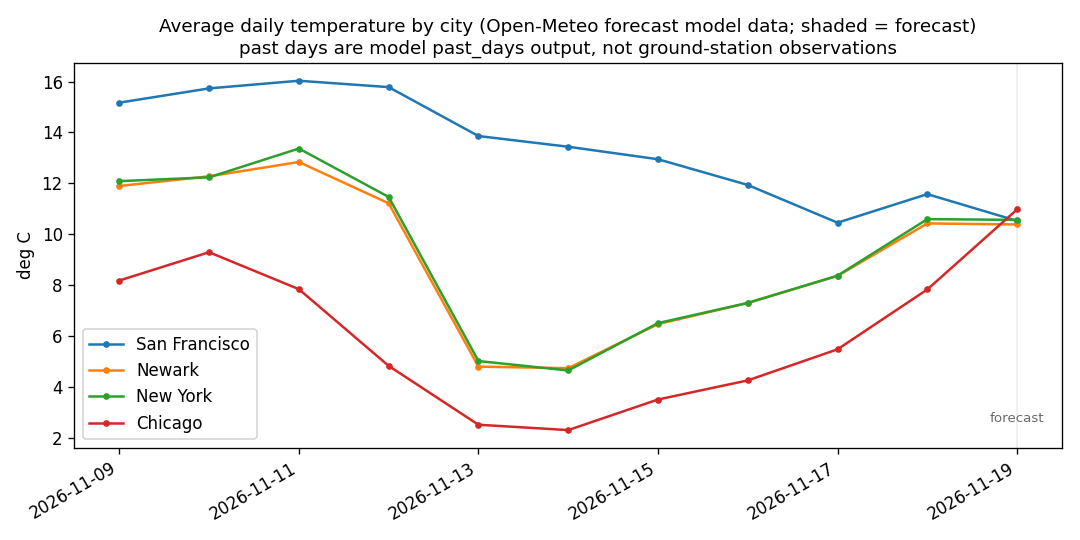 Average daily temperature by city (Open-Meteo forecast model data; shaded = forecast)
past days are model past_days output, not ground-station observations
deg C
16
14
12
10
8
6
4
2
San Francisco
Newark
New York
Chicago
forecast
2026-11-09
2026-11-11
2026-11-13
2026-11-15
2026-11-17
2026-11-19